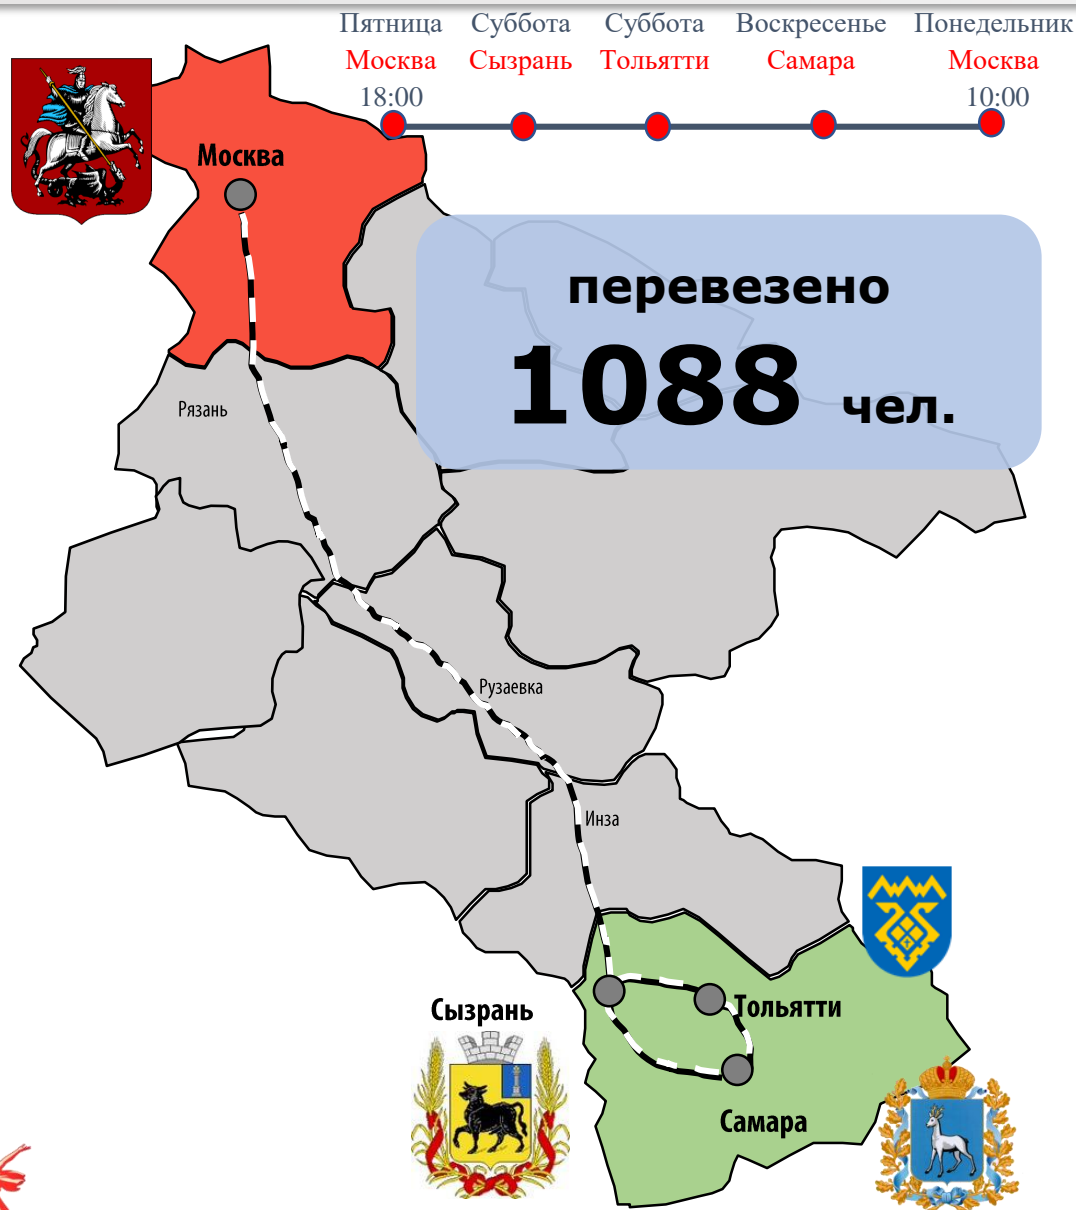 Пятница Суббота Суббота Воскресенье Понедельник
Москва Сызрань Тольятти Самара Москва
18:00 10:00
Москва
перевезено
1088 чел.
Рязань
Рузаевка
Инза
Сызрань
Тольятти
Самара